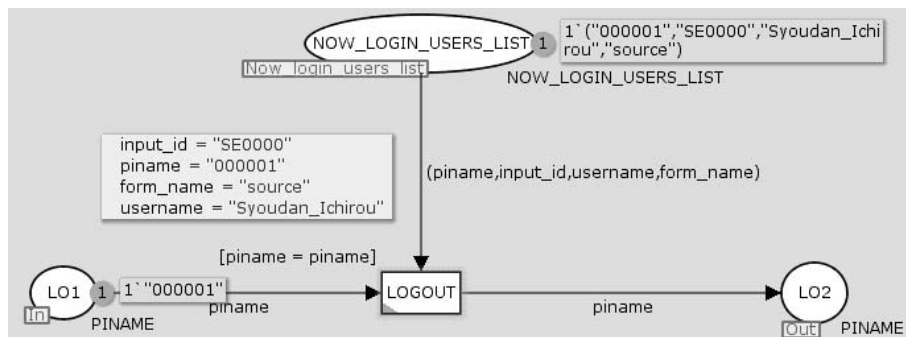 NOW_LOGIN_USERS_LIST
1
1`("000001","SE0000","Syoudan_Ichi
rou","source")
Now_login_users_list
NOW_LOGIN_USERS_LIST
input_id = "SE0000"
piname = "000001"
form_name = "source"
username = "Syoudan_Ichirou"
(piname,input_id,username,form_name)
[piname = piname]
LO1
1
1`"000001"
LOGOUT
LO2
piname
piname
In
PINAME
Out
PINAME